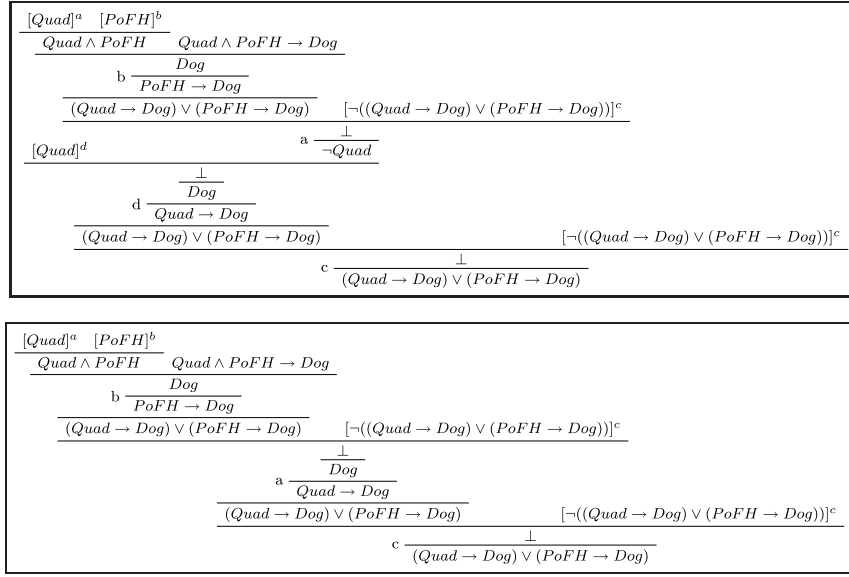 [Quad]ᵃ [PoFH]ᵇ
Quad ∧ PoFH Quad ∧ PoFH → Dog
Dog
b
PoFH → Dog
(Quad → Dog) ∨ (PoFH → Dog) [¬((Quad → Dog) ∨ (PoFH → Dog))]ᶜ
⊥
a
[Quad]ᵈ ¬Quad
⊥
Dog
d
Quad → Dog
(Quad → Dog) ∨ (PoFH → Dog) [¬((Quad → Dog) ∨ (PoFH → Dog))]ᶜ
⊥
c
(Quad → Dog) ∨ (PoFH → Dog)
[Quad]ᵃ [PoFH]ᵇ
Quad ∧ PoFH Quad ∧ PoFH → Dog
Dog
b
PoFH → Dog
(Quad → Dog) ∨ (PoFH → Dog) [¬((Quad → Dog) ∨ (PoFH → Dog))]ᶜ
⊥
Dog
a
Quad → Dog
(Quad → Dog) ∨ (PoFH → Dog) [¬((Quad → Dog) ∨ (PoFH → Dog))]ᶜ
⊥
c
(Quad → Dog) ∨ (PoFH → Dog)